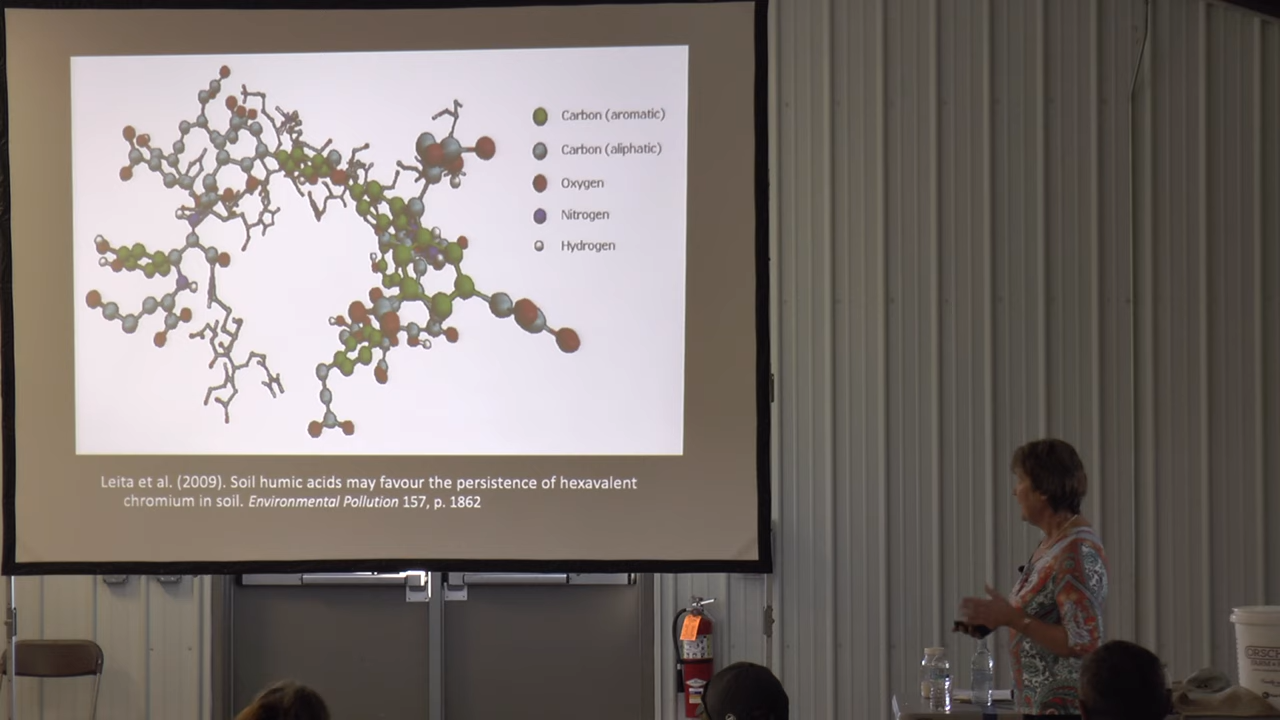 Carbon (aromatic)
Carbon (aliphatic)
Oxygen
Nitrogen
Hydrogen
Leita et al. (2009). Soil humic acids may favour the persistence of hexavalent
chromium in soil. Environmental Pollution 157, p. 1862